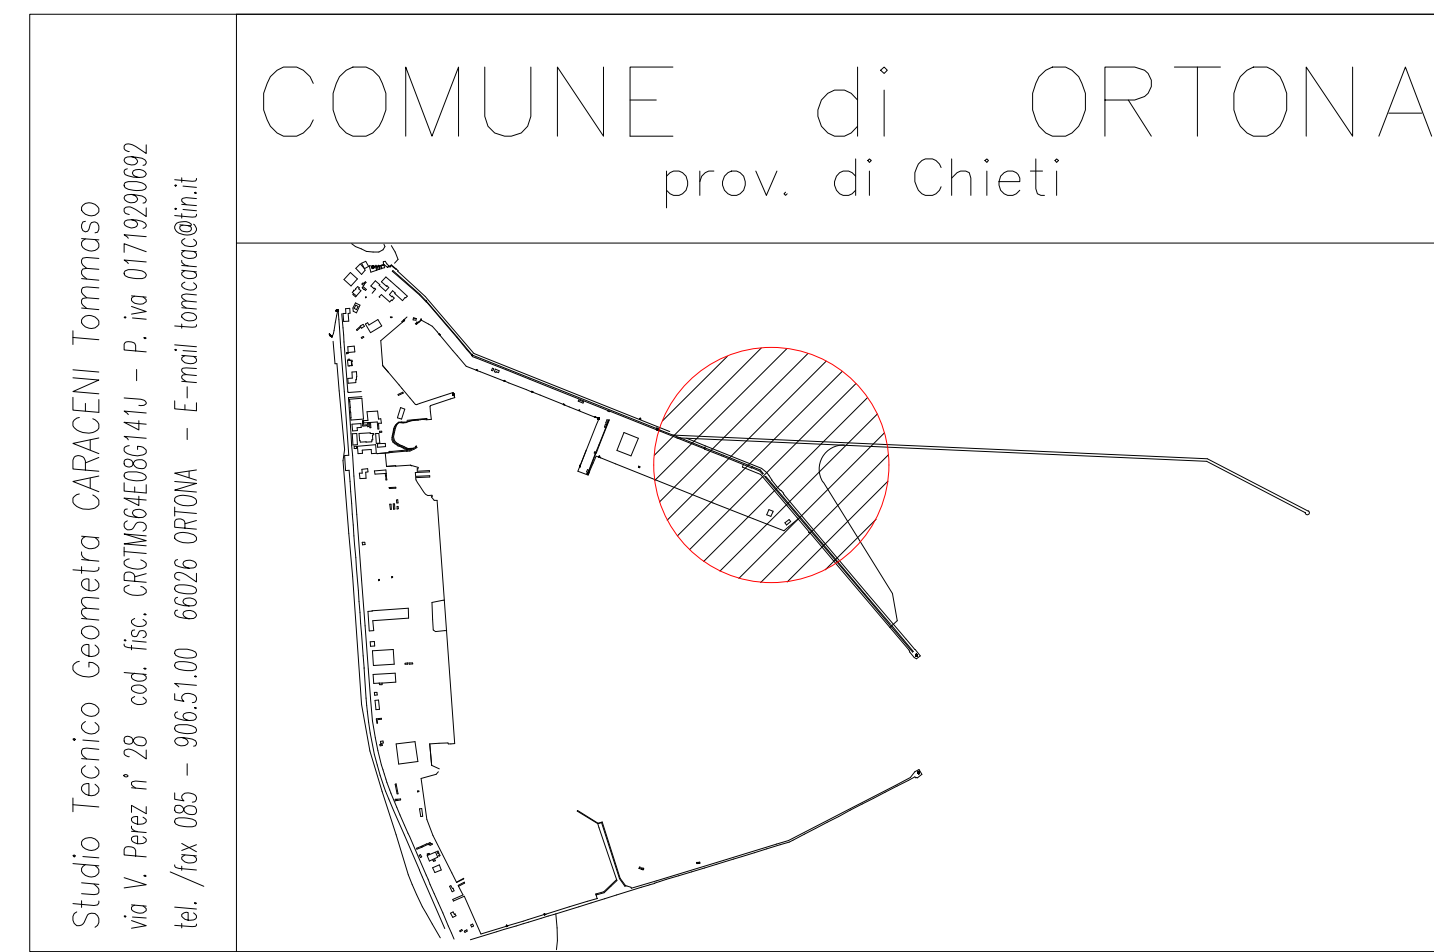 COMUNE di ORTONA
prov. di Chieti
Studio Tecnico Geometra CARACENI Tommaso
via V. Perez n° 28 cod. fisc. CRCTMS64E08G141J - P. iva 01719290692
tel. /fax 085 - 906.51.00 66026 ORTONA - E-mail tomcarac@tin.it